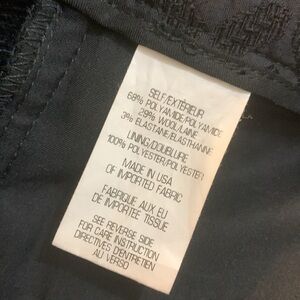 SELF/EXTERIEUR
68% POLYAMIDE/POLYAMIDE
29% WOOL/LAINE
3% ELASTANE/ELASTHANNE
LINING/DOUBLURE
100% POLYESTER/POLYESTER
MADE IN USA
OF IMPORTED FABRIC
FABRIQUE AUX EU
DE IMPORTEE TISSUE
SEE REVERSE SIDE
FOR CARE INSTRUCTION
DIRECTIVES D'ENTRETIEN
AU VERSO